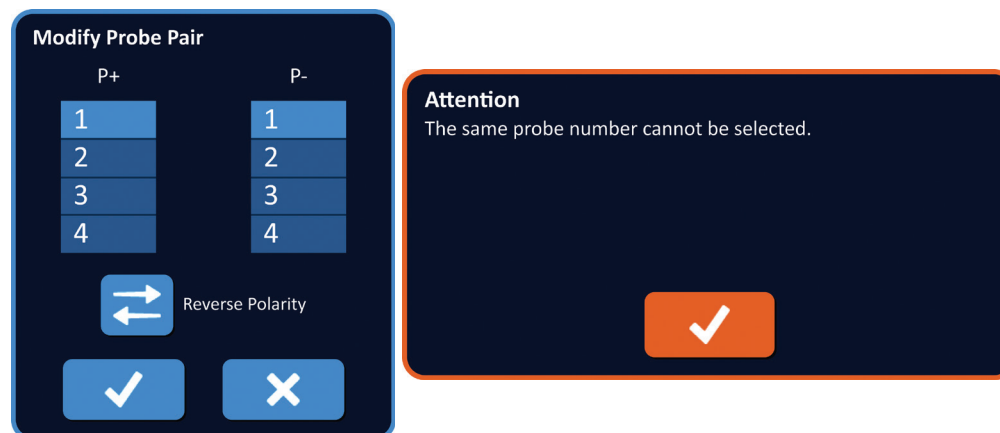 Modify Probe Pair
P+ P-
1 1
2 2
3 3
4 4
Reverse Polarity
Attention
The same probe number cannot be selected.